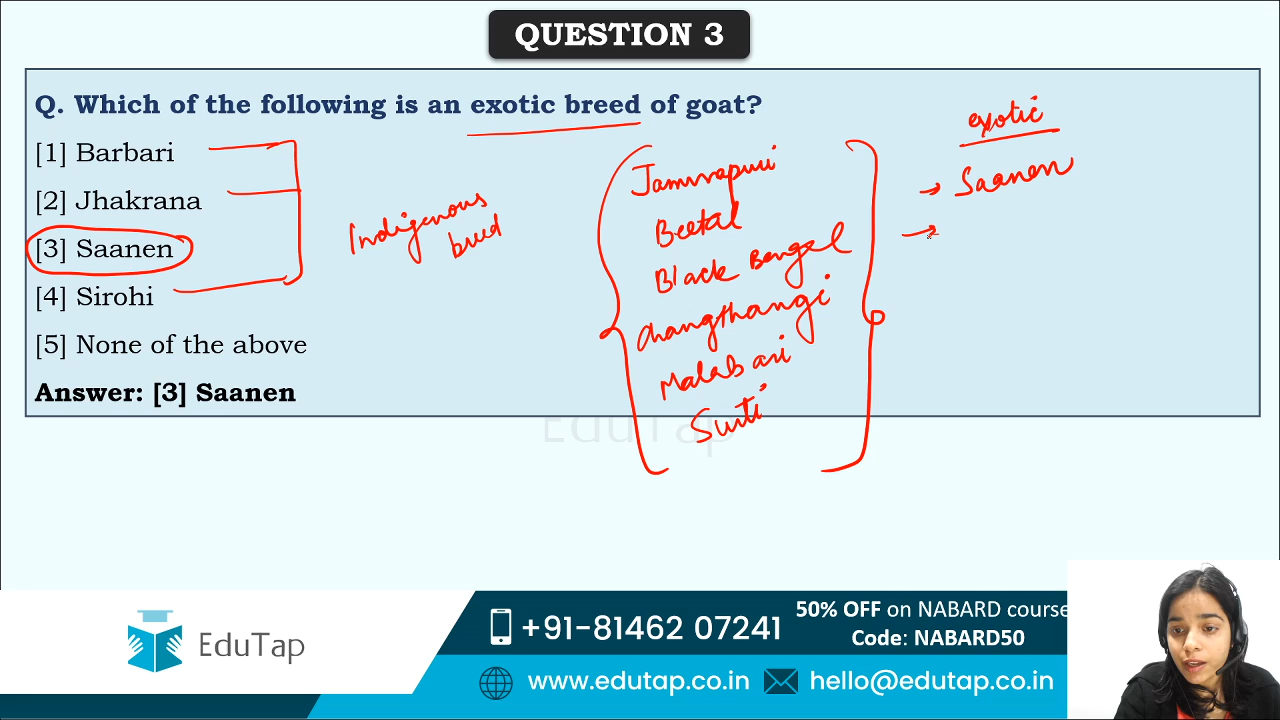 QUESTION 3
Q. Which of the following is an exotic breed of goat?
[1] Barbari
[2] Jhakrana
[3] Saanen
[4] Sirohi
[5] None of the above
Answer: [3] Saanen
Indigenous
breed
Jamnapuri
Beetal
Black Bengal
Changthangi
Malabari
Surti
exotic
→ Saanen
→
EduTap
EduTap
+91-81462 07241
50% OFF on NABARD course
Code: NABARD50
www.edutap.co.in
hello@edutap.co.in